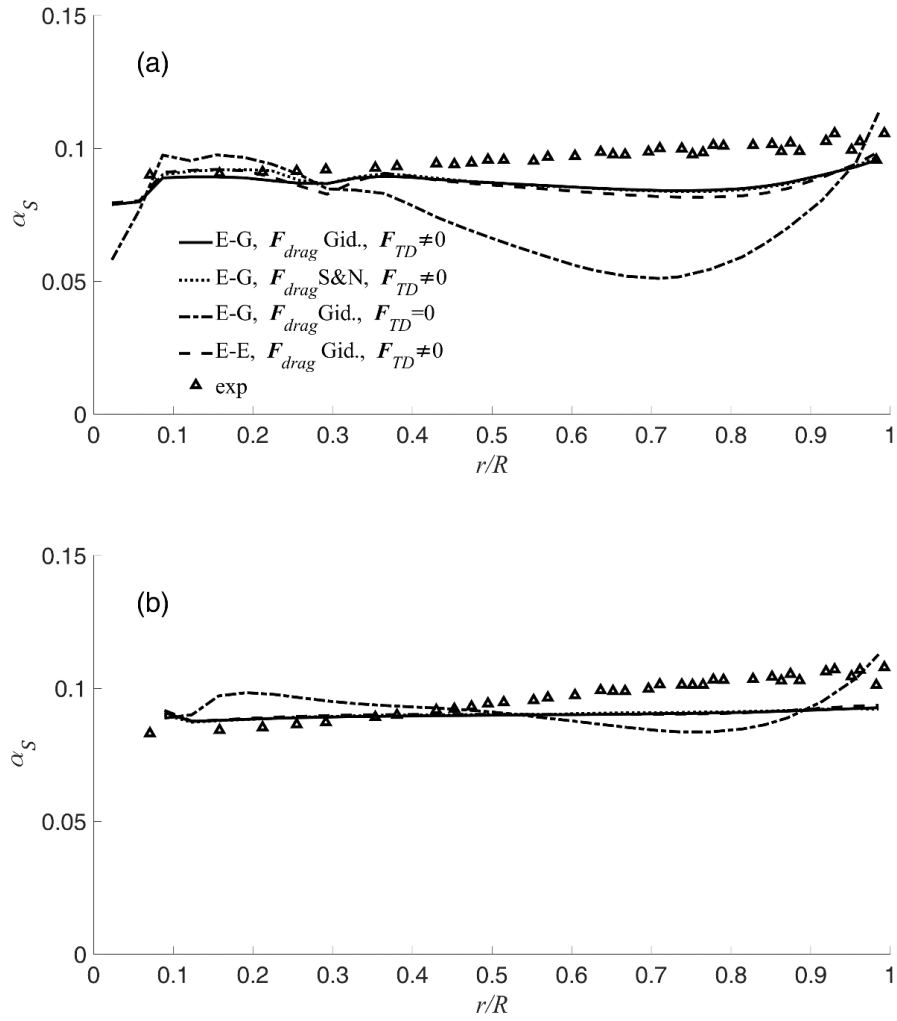 0.15
(a)
0.1
α_S
E-G, F_drag Gid., F_TD≠0
0.05
E-G, F_drag S&N, F_TD≠0
E-G, F_drag Gid., F_TD=0
E-E, F_drag Gid., F_TD≠0
exp
0
0 0.1 0.2 0.3 0.4 0.5 0.6 0.7 0.8 0.9 1
r/R
0.15
(b)
0.1
α_S
0.05
0
0 0.1 0.2 0.3 0.4 0.5 0.6 0.7 0.8 0.9 1
r/R